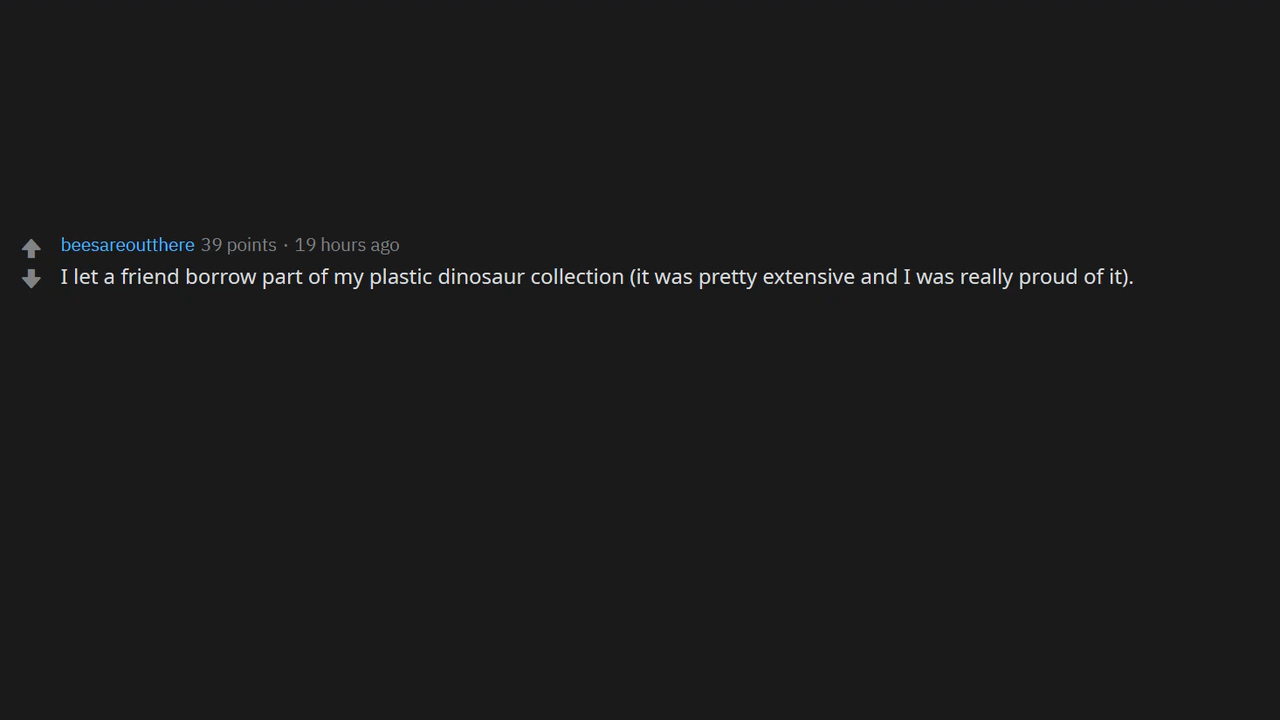 beesareoutthere 39 points · 19 hours ago
I let a friend borrow part of my plastic dinosaur collection (it was pretty extensive and I was really proud of it).